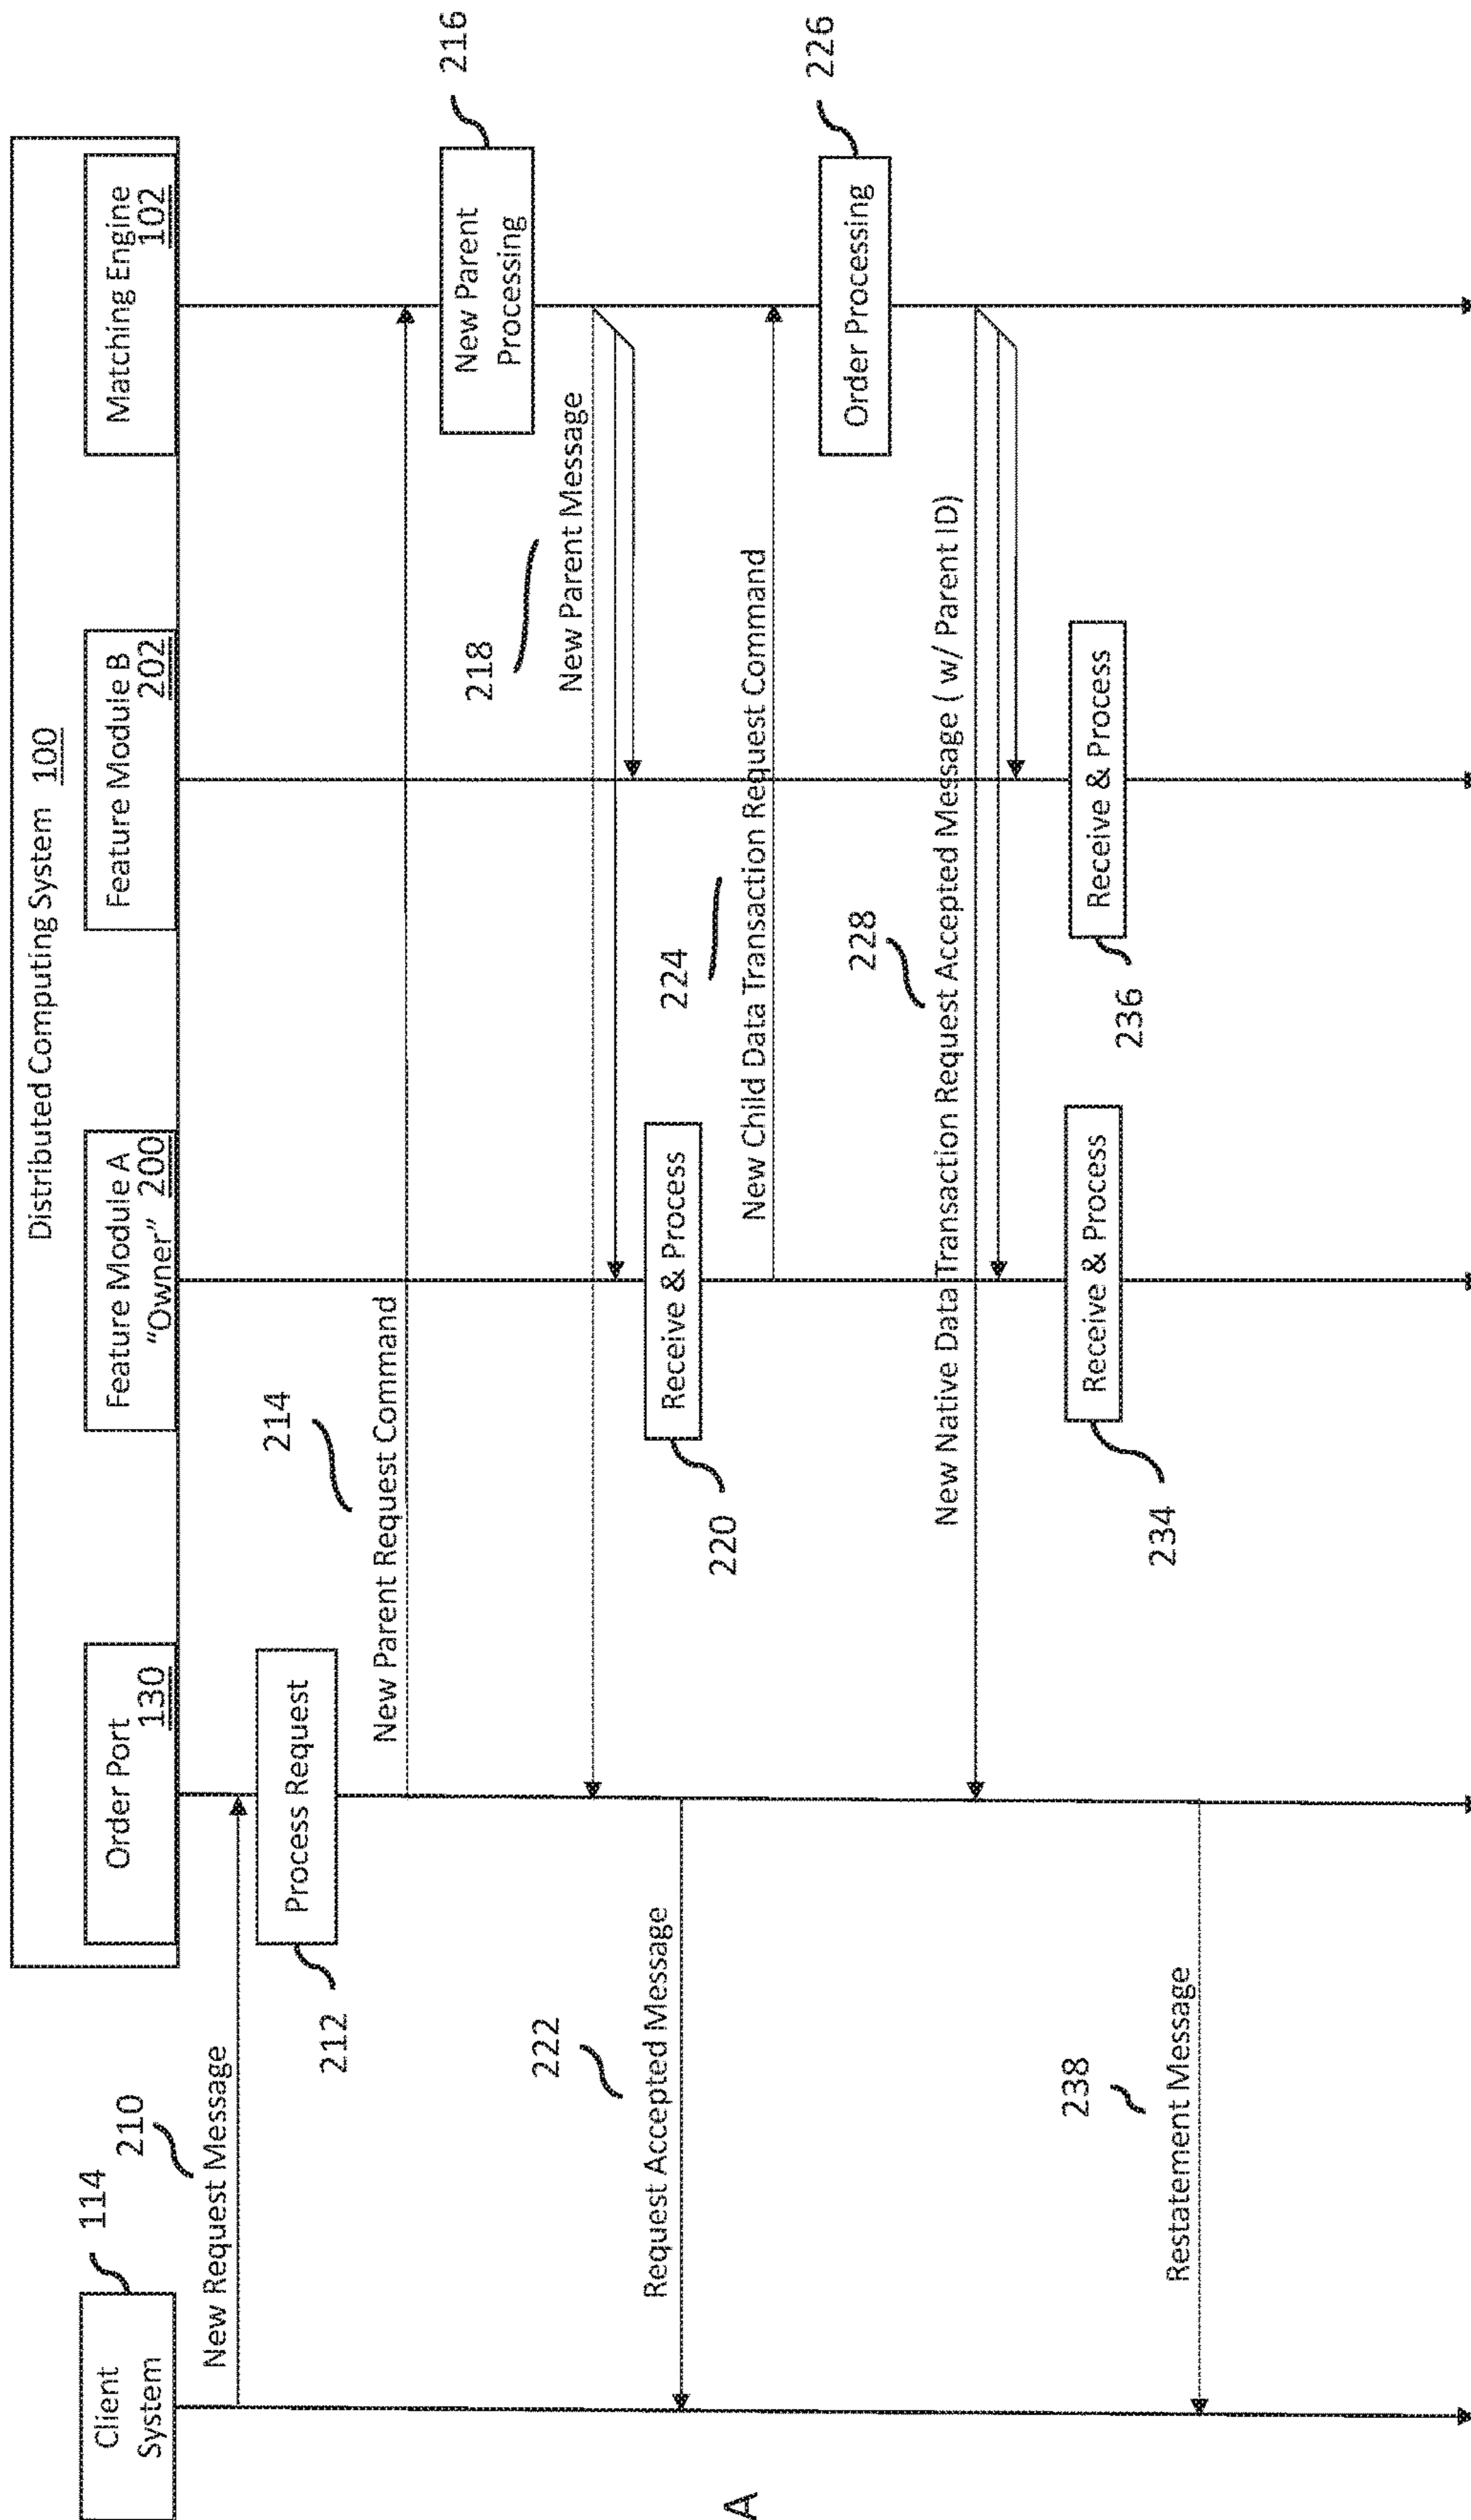 Distributed Computing System 100
Client
System
114
Order Port
130
Feature Module A
"Owner" 200
Feature Module B
202
Matching Engine
102
210
New Request Message
Process Request
212
214
New Parent Request Command
New Parent
Processing
216
218
New Parent Message
Receive & Process
220
222
Request Accepted Message
224
New Child Data Transaction Request Command
Order Processing
226
228
New Native Data Transaction Request Accepted Message ( w/ Parent ID)
Receive & Process
234
Receive & Process
236
238
Restatement Message
A